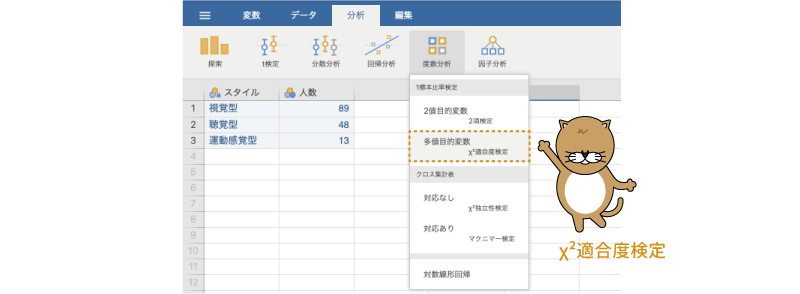 変数 データ 分析 編集
探索 t検定 分散分析 回帰分析 度数分析 因子分析
スタイル 人数
1 視覚型 89
2 聴覚型 48
3 運動感覚型 13
4
5
6
7
8
9
10
11
12
1標本比率検定
2値目的変数
2項検定
多値目的変数
χ²適合度検定
クロス集計表
対応なし
χ²独立性検定
対応あり
マクニマー検定
対数線形回帰
χ²適合度検定